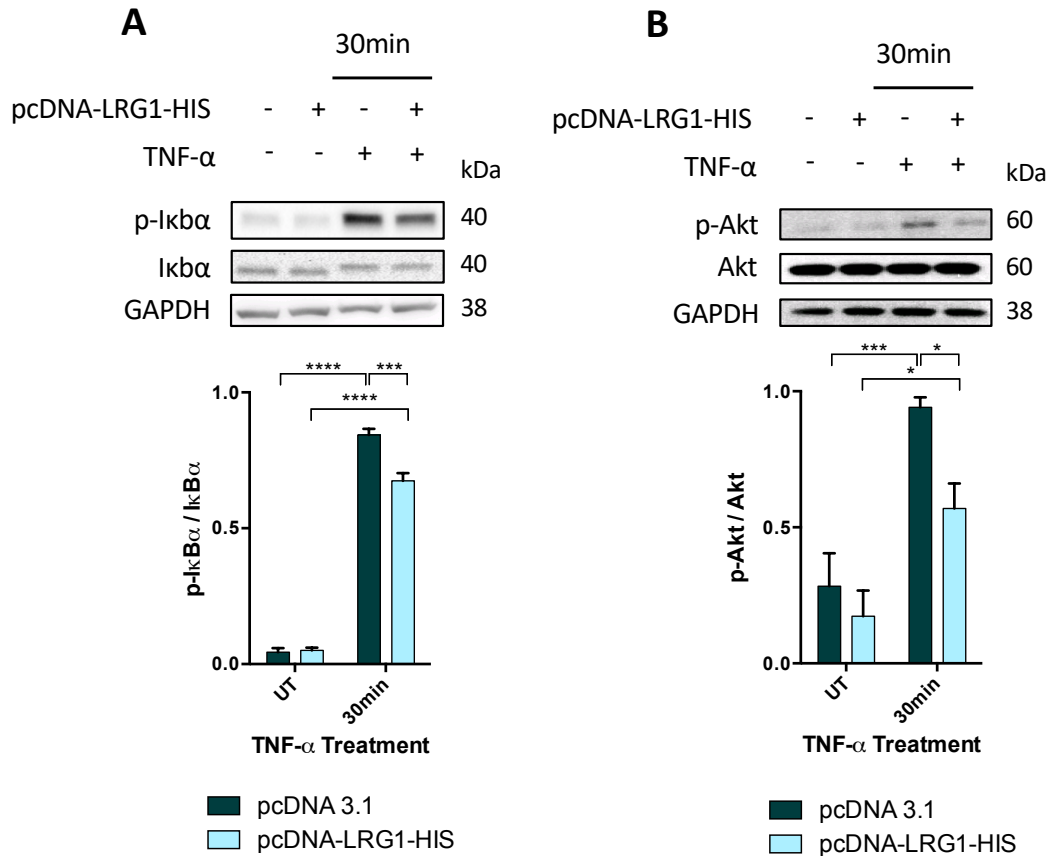 A
30min
pcDNA-LRG1-HIS - + - +
TNF-α - - + +
kDa
p-Iκbα 40
Iκbα 40
GAPDH 38
**** ***
****
1.0
0.5
0.0
p-IκBα / IκBα
UT 30min
TNF-α Treatment
pcDNA 3.1
pcDNA-LRG1-HIS
B
30min
pcDNA-LRG1-HIS - + - +
TNF-α - - + +
kDa
p-Akt 60
Akt 60
GAPDH 38
*** *
*
1.0
0.5
0.0
p-Akt / Akt
UT 30min
TNF-α Treatment
pcDNA 3.1
pcDNA-LRG1-HIS